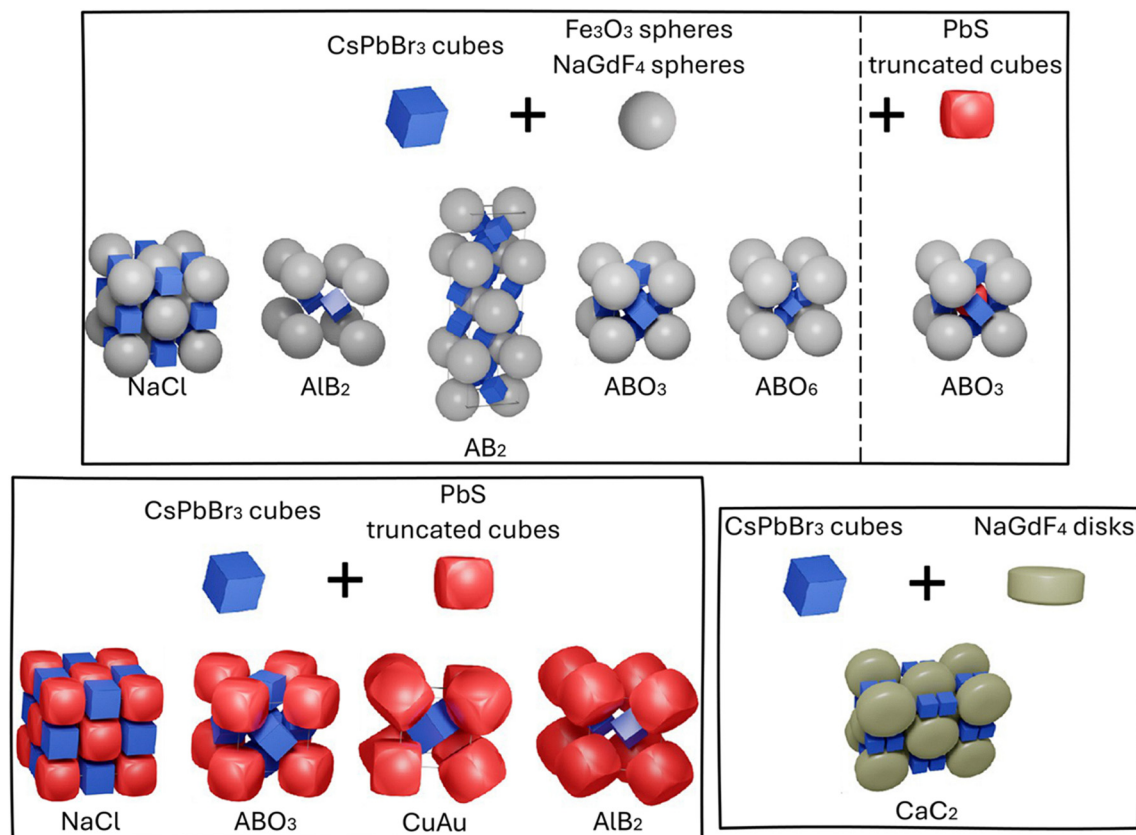 CsPbBr₃ cubes
Fe₃O₃ spheres
NaGdF₄ spheres
PbS
truncated cubes
+
+
NaCl
AlB₂
AB₂
ABO₃
ABO₆
ABO₃
CsPbBr₃ cubes
PbS
truncated cubes
+
NaCl
ABO₃
CuAu
AlB₂
CsPbBr₃ cubes
NaGdF₄ disks
+
CaC₂